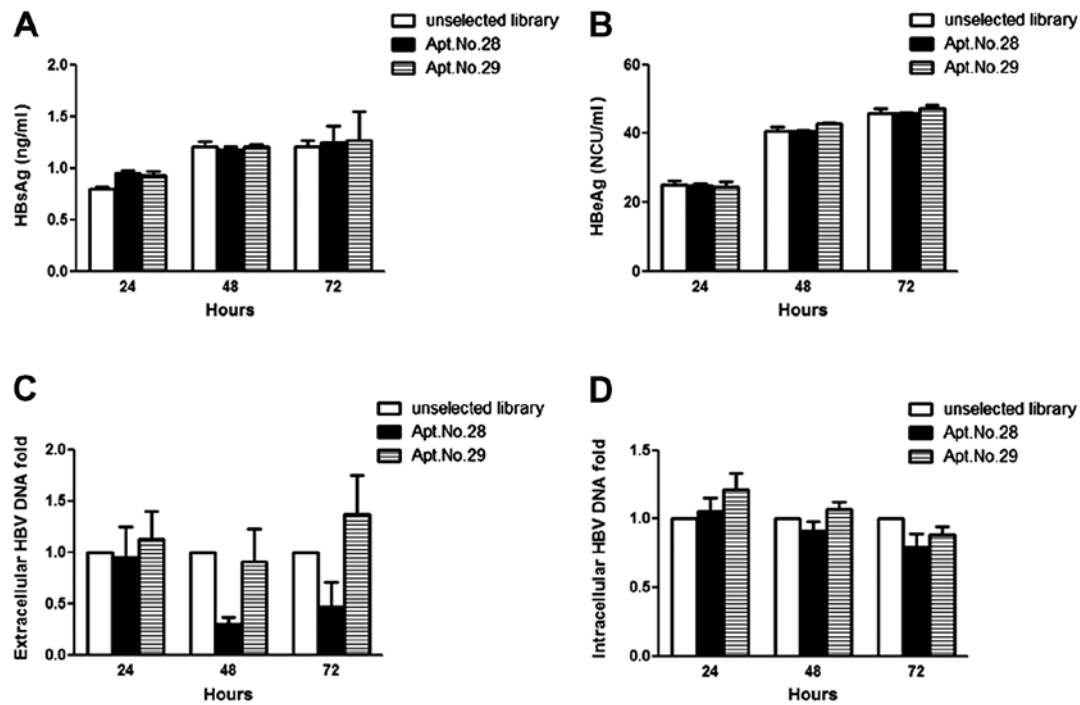 A
unselected library
Apt.No.28
Apt.No.29
HBsAg (ng/ml)
2.0
1.5
1.0
0.5
0.0
24 48 72
Hours
B
unselected library
Apt.No.28
Apt.No.29
HBeAg (NCU/ml)
60
40
20
0
24 48 72
Hours
C
unselected library
Apt.No.28
Apt.No.29
Extracellular HBV DNA fold
2.0
1.5
1.0
0.5
0.0
24 48 72
Hours
D
unselected library
Apt.No.28
Apt.No.29
Intracellular HBV DNA fold
1.5
1.0
0.5
0.0
24 48 72
Hours